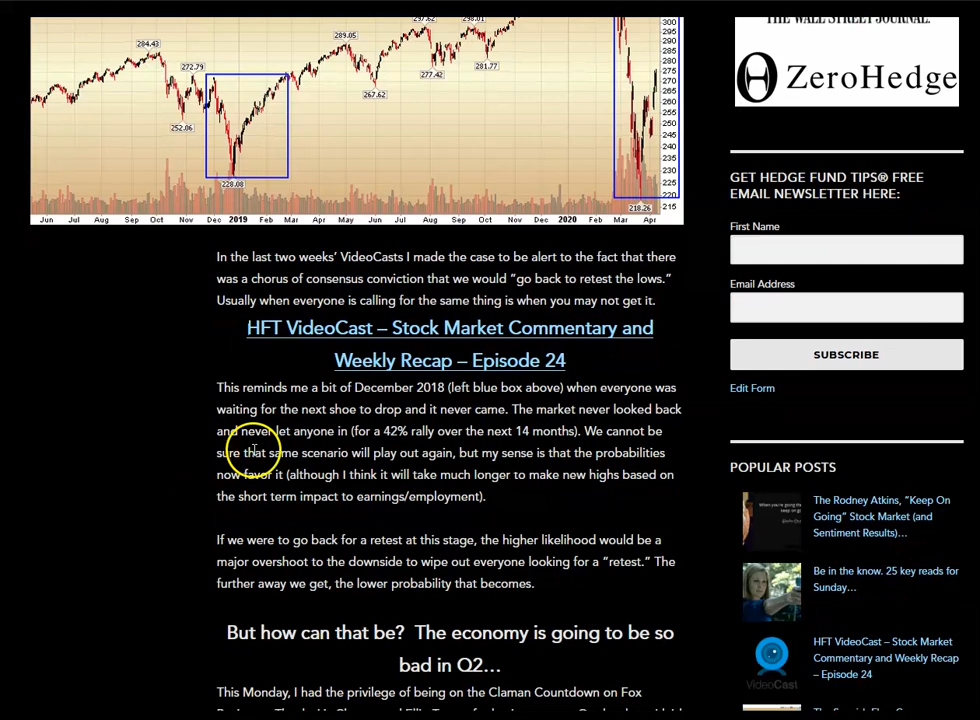 297.62
298.01
284.43
289.05
272.79
277.42
281.77
267.62
252.06
228.08
218.26
300
295
290
285
280
275
270
265
260
255
250
245
240
235
230
225
220
215
Jun Jul Aug Sep Oct Nov Dec 2019 Feb Mar Apr May Jun Jul Aug Sep Oct Nov Dec 2020 Feb Mar Apr
In the last two weeks' VideoCasts I made the case to be alert to the fact that there
was a chorus of consensus conviction that we would "go back to retest the lows."
Usually when everyone is calling for the same thing is when you may not get it.
HFT VideoCast – Stock Market Commentary and
Weekly Recap – Episode 24
This reminds me a bit of December 2018 (left blue box above) when everyone was
waiting for the next shoe to drop and it never came. The market never looked back
and never let anyone in (for a 42% rally over the next 14 months). We cannot be
sure that same scenario will play out again, but my sense is that the probabilities
now favor it (although I think it will take much longer to make new highs based on
the short term impact to earnings/employment).
If we were to go back for a retest at this stage, the higher likelihood would be a
major overshoot to the downside to wipe out everyone looking for a "retest." The
further away we get, the lower probability that becomes.
But how can that be? The economy is going to be so
bad in Q2...
This Monday, I had the privilege of being on the Claman Countdown on Fox
THE WALL STREET JOURNAL.
ZeroHedge
GET HEDGE FUND TIPS® FREE
EMAIL NEWSLETTER HERE:
First Name
Email Address
SUBSCRIBE
Edit Form
POPULAR POSTS
The Rodney Atkins, "Keep On
Going" Stock Market (and
Sentiment Results)...
Be in the know. 25 key reads for
Sunday...
HFT VideoCast – Stock Market
Commentary and Weekly Recap
– Episode 24
VideoCast